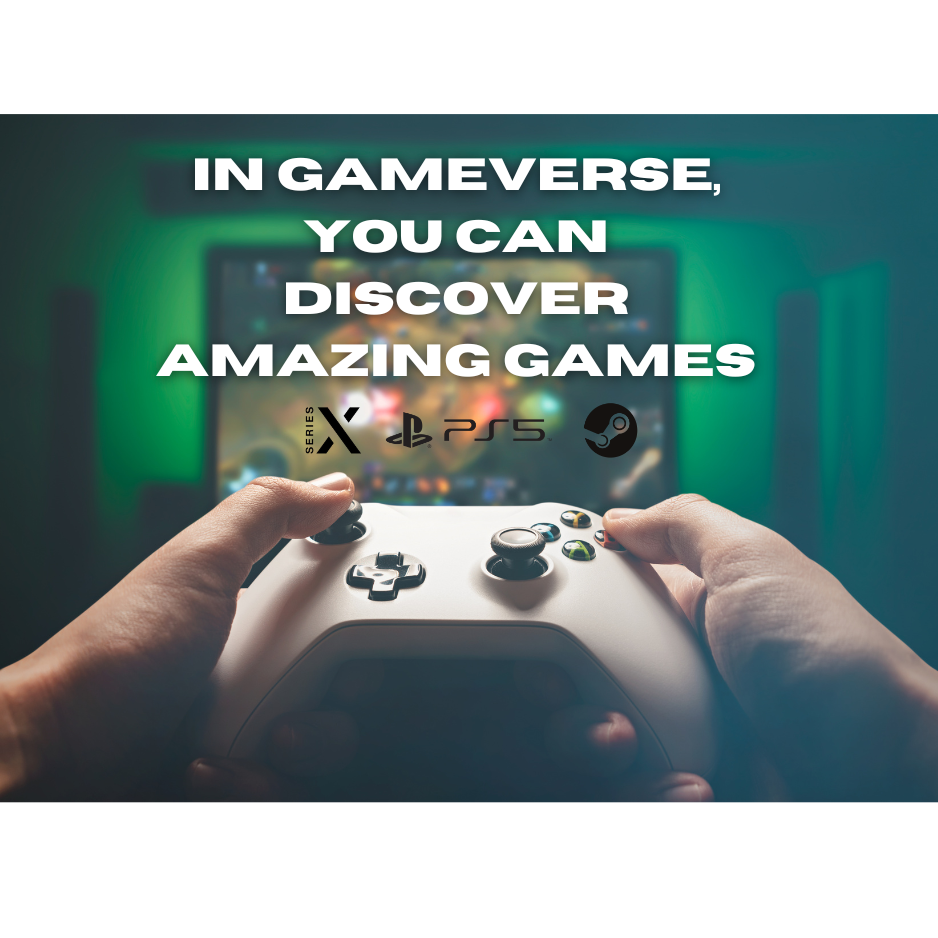 IN GAMEVERSE,
YOU CAN
DISCOVER
AMAZING GAMES
SERIES X PS5